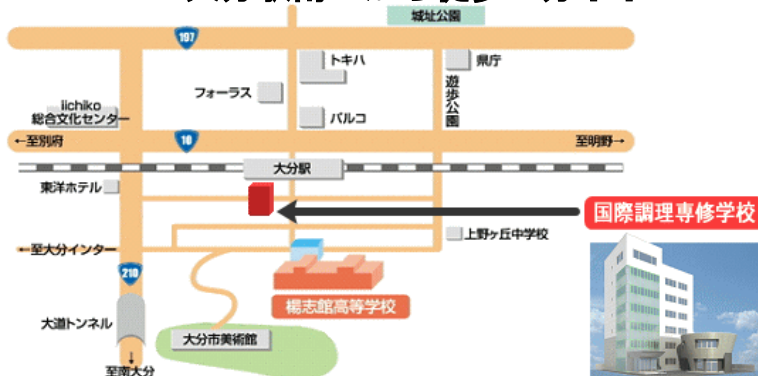 城址公園
197
トキハ
県庁
フォーラス
遊歩公園
iichiko
総合文化センター
パルコ
←至別府
10
至明野→
大分駅
東洋ホテル
国際調理専修学校
上野ヶ丘中学校
←至大分インター
210
楊志館高等学校
大道トンネル
大分市美術館
↓
至南大分